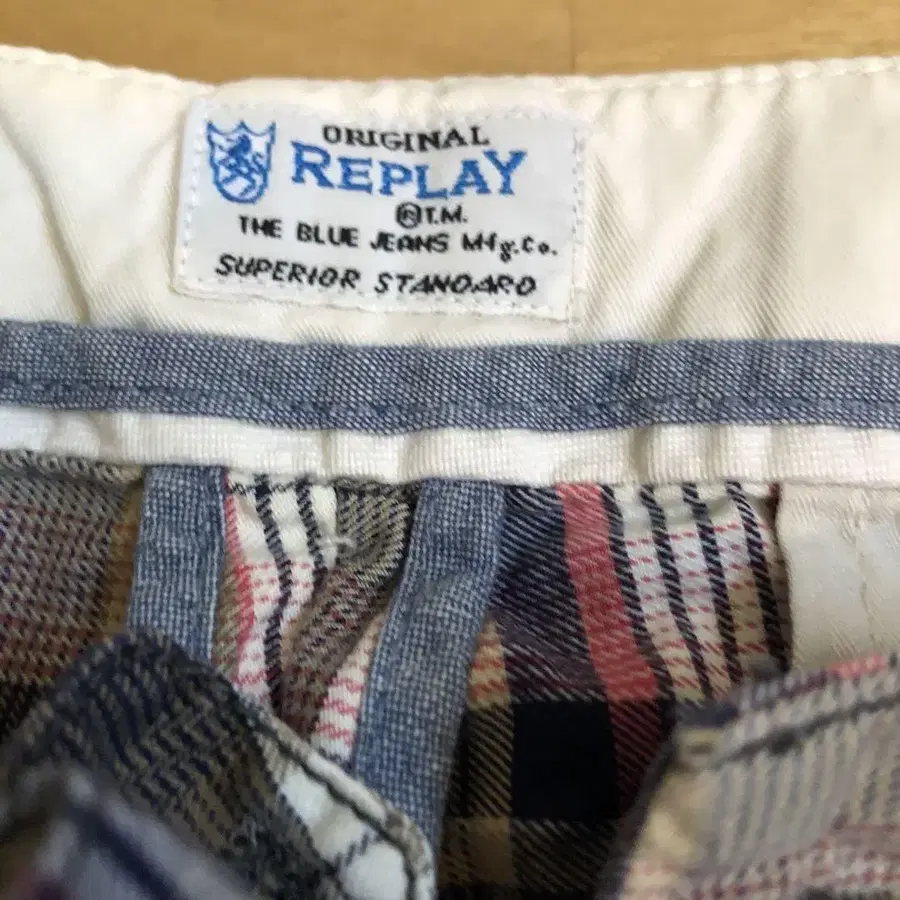 ORIGINAL
REPLAY
®T.M.
THE BLUE JEANS Mfg.Co.
SUPERIOR STANDARD